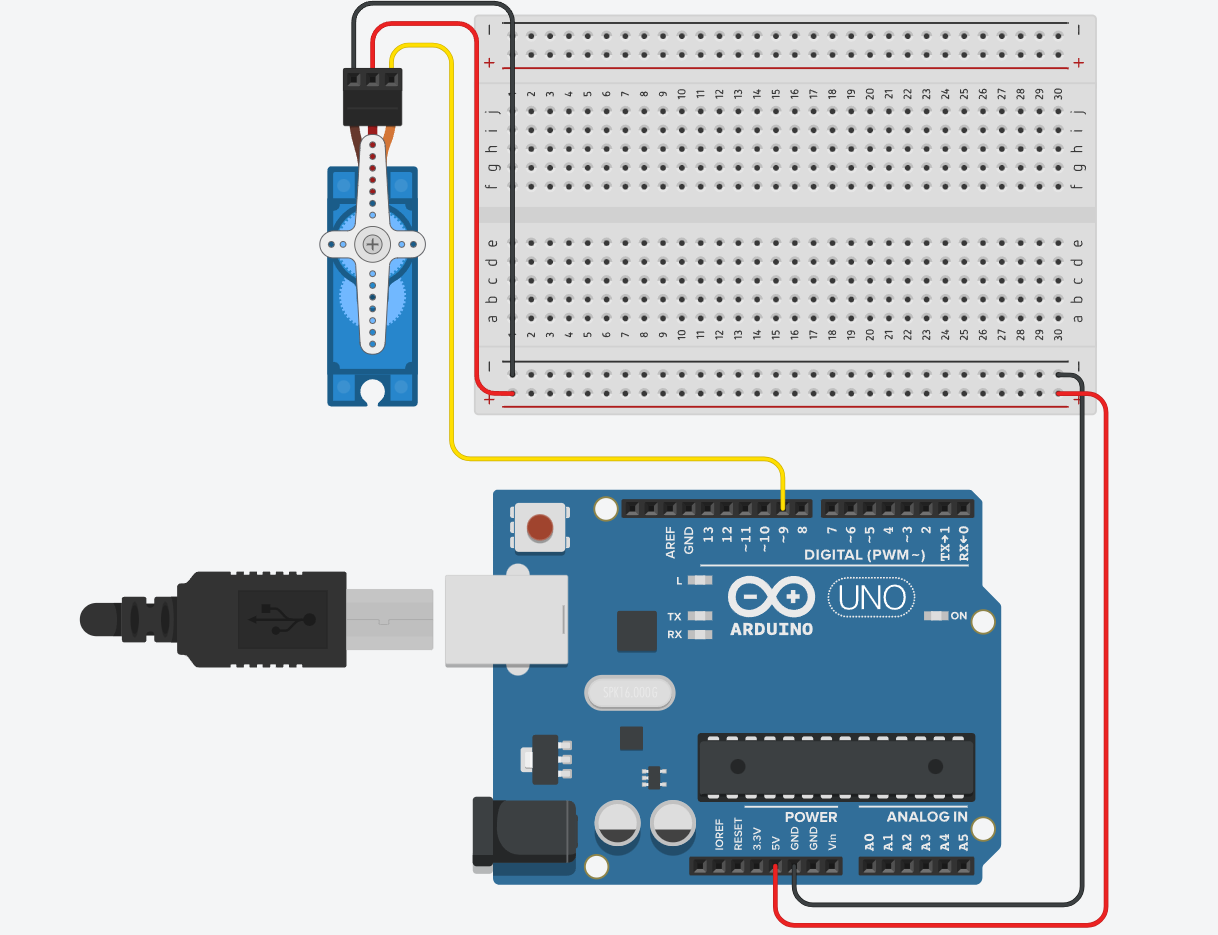 - -
+ +
1 2 3 4 5 6 7 8 9 10 11 12 13 14 15 16 17 18 19 20 21 22 23 24 25 26 27 28 29 30
j j
i i
h h
g g
f f
e e
d d
c c
b b
a a
1 2 3 4 5 6 7 8 9 10 11 12 13 14 15 16 17 18 19 20 21 22 23 24 25 26 27 28 29 30
- -
+ +
AREF GND 13 12 ~11 ~10 ~9 8 7 ~6 ~5 4 ~3 2 TX→1 RX←0
DIGITAL (PWM~)
L
TX
RX
ARDUINO
UNO
ON
SPK16.000G
POWER
ANALOG IN
IOREF RESET 3.3V 5V GND GND Vin A0 A1 A2 A3 A4 A5